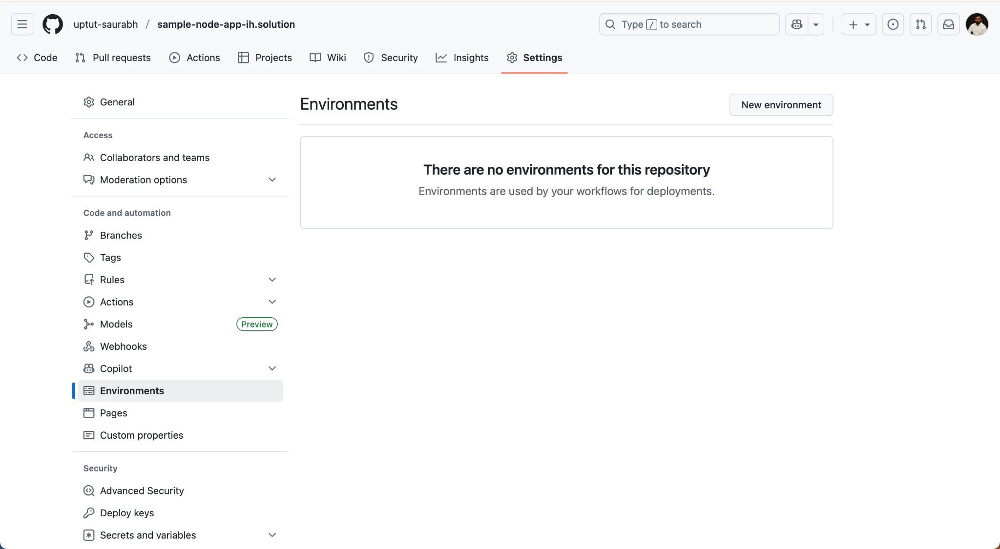 uptut-saurabh / sample-node-app-ih.solution
Type / to search
Code Pull requests Actions Projects Wiki Security Insights Settings
General
Access
Collaborators and teams
Moderation options
Code and automation
Branches
Tags
Rules
Actions
Models Preview
Webhooks
Copilot
Environments
Pages
Custom properties
Security
Advanced Security
Deploy keys
Secrets and variables
Environments
New environment
There are no environments for this repository
Environments are used by your workflows for deployments.